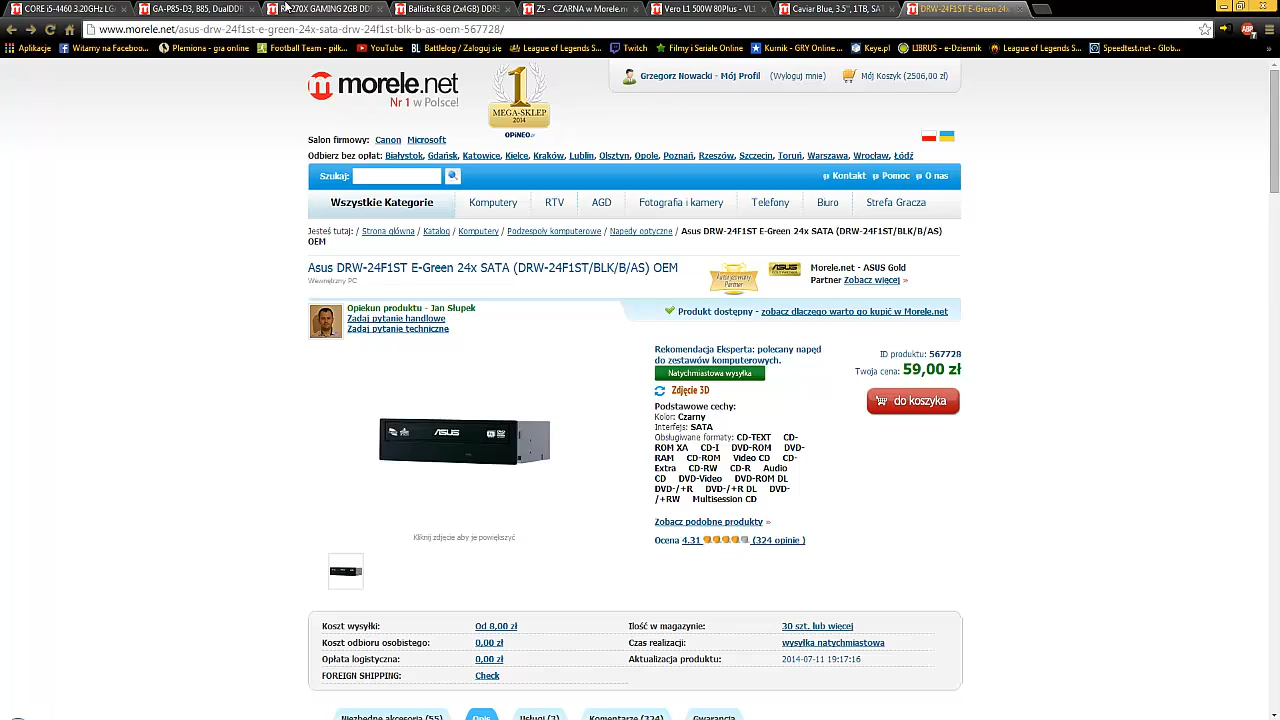 CORE i5-4460 3.20GHz LG
GA-P85-D3, B85, DualDDR
R9 270X GAMING 2GB DD
Ballistix 8GB (2x4GB) DDR3
Z5 - CZARNA w Morele.n
Vero L1 500W 80Plus - VL1
Caviar Blue, 3.5", 1TB, SAT
DRW-24F1ST E-Green 24x
www.morele.net/asus-drw-24f1st-e-green-24x-sata-drw-24f1st-blk-b-as-oem-567728/
Aplikacje
Witamy na Faceboo...
Plemiona - gra online
Football Team - piłk...
YouTube
Battlelog / Zaloguj się
League of Legends S...
Twitch
Filmy i Seriale Online
Kurnik - GRY Online ...
Keye.pl
LIBRUS - e-Dziennik
League of Legends S...
Speedtest.net - Glob...
morele.net
Nr 1 w Polsce!
1
MEGA-SKLEP
2014
OPiNEO.pl
Grzegorz Nowacki - Mój Profil (Wyloguj mnie)
Mój Koszyk (2506,00 zł)
Salon firmowy: Canon Microsoft
Odbierz bez opłat: Białystok, Gdańsk, Katowice, Kielce, Kraków, Lublin, Olsztyn, Opole, Poznań, Rzeszów, Szczecin, Toruń, Warszawa, Wrocław, Łódź
Szukaj:
Kontakt Pomoc O nas
Wszystkie Kategorie Komputery RTV AGD Fotografia i kamery Telefony Biuro Strefa Gracza
Jesteś tutaj: / Strona główna / Katalog / Komputery / Podzespoły komputerowe / Napędy optyczne / Asus DRW-24F1ST E-Green 24x SATA (DRW-24F1ST/BLK/B/AS)
OEM
Asus DRW-24F1ST E-Green 24x SATA (DRW-24F1ST/BLK/B/AS) OEM
Wewnętrzny PC
ASUS
Morele.net - ASUS Gold
Partner Zobacz więcej »
Opiekun produktu - Jan Słupek
Zadaj pytanie handlowe
Zadaj pytanie techniczne
Produkt dostępny - zobacz dlaczego warto go kupić w Morele.net
Rekomendacja Eksperta: polecany napęd
do zestawów komputerowych.
Natychmiastowa wysyłka
Zdjęcie 3D
Podstawowe cechy:
Kolor: Czarny
Interfejs: SATA
Obsługiwane formaty: CD-TEXT CD-
ROM XA CD-I DVD-ROM DVD-
RAM CD-ROM Video CD CD-
Extra CD-RW CD-R Audio
CD DVD-Video DVD-ROM DL
DVD-/+R DVD-/+R DL DVD-
/+RW Multisession CD
Zobacz podobne produkty »
Ocena 4.31 (324 opinie )
ID produktu: 567728
Twoja cena: 59,00 zł
do koszyka
ASUS
Kliknij zdjęcie aby je powiększyć
Koszt wysyłki: Od 8,00 zł
Koszt odbioru osobistego: 0,00 zł
Opłata logistyczna: 0,00 zł
FOREIGN SHIPPING: Check
Ilość w magazynie: 30 szt. lub więcej
Czas realizacji: wysyłka natychmiastowa
Aktualizacja produktu: 2014-07-11 19:17:16
Niezbędne akcesoria (55) Opis Usługi (3) Komentarze (324) Gwarancja